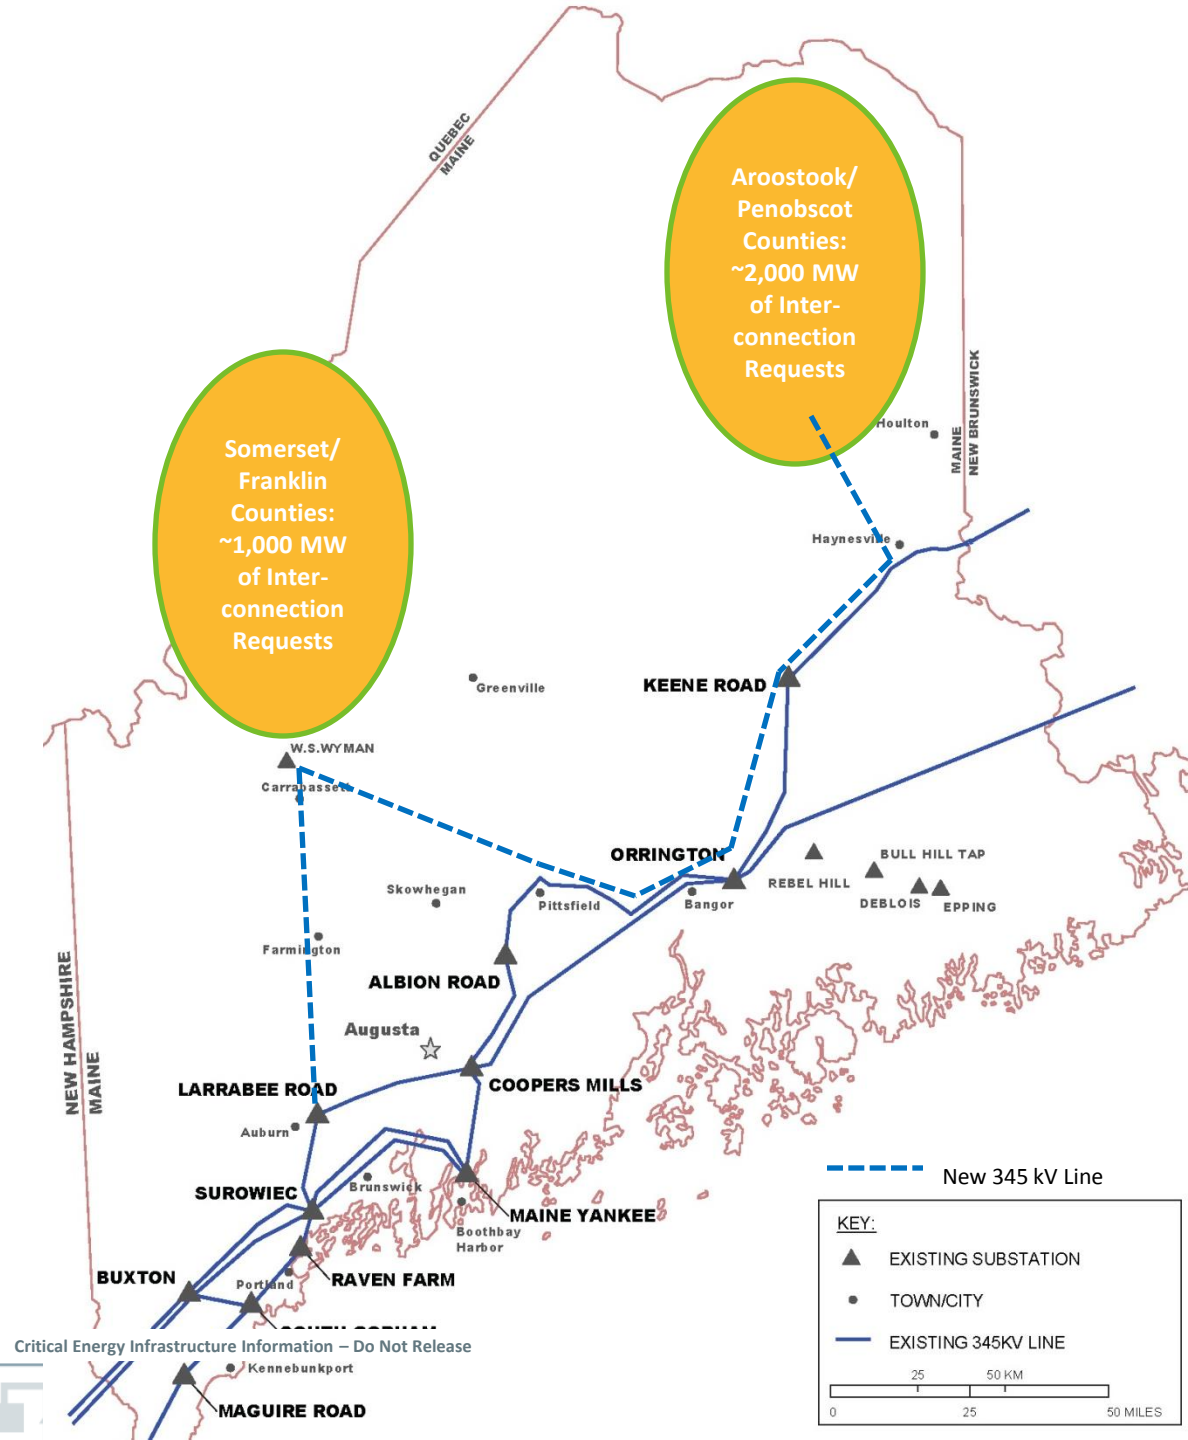 QUEBEC
MAINE
Aroostook/
Penobscot
Counties:
~2,000 MW
of Inter-
connection
Requests
MAINE
NEW BRUNSWICK
Houlton
Somerset/
Franklin
Counties:
~1,000 MW
of Inter-
connection
Requests
Haynesville
KEENE ROAD
Greenville
W.S.WYMAN
Carrabassett
ORRINGTON
REBEL HILL
BULL HILL TAP
DEBLOIS
EPPING
Skowhegan
Pittsfield
Bangor
Farmington
ALBION ROAD
NEW HAMPSHIRE
MAINE
Augusta
COOPERS MILLS
LARRABEE ROAD
Auburn
SUROWIEC
Brunswick
MAINE YANKEE
Boothbay
Harbor
BUXTON
Portland
RAVEN FARM
SOUTH GORHAM
Critical Energy Infrastructure Information – Do Not Release
Kennebunkport
MAGUIRE ROAD
New 345 kV Line
KEY:
EXISTING SUBSTATION
TOWN/CITY
EXISTING 345KV LINE
25 50 KM
0 25 50 MILES